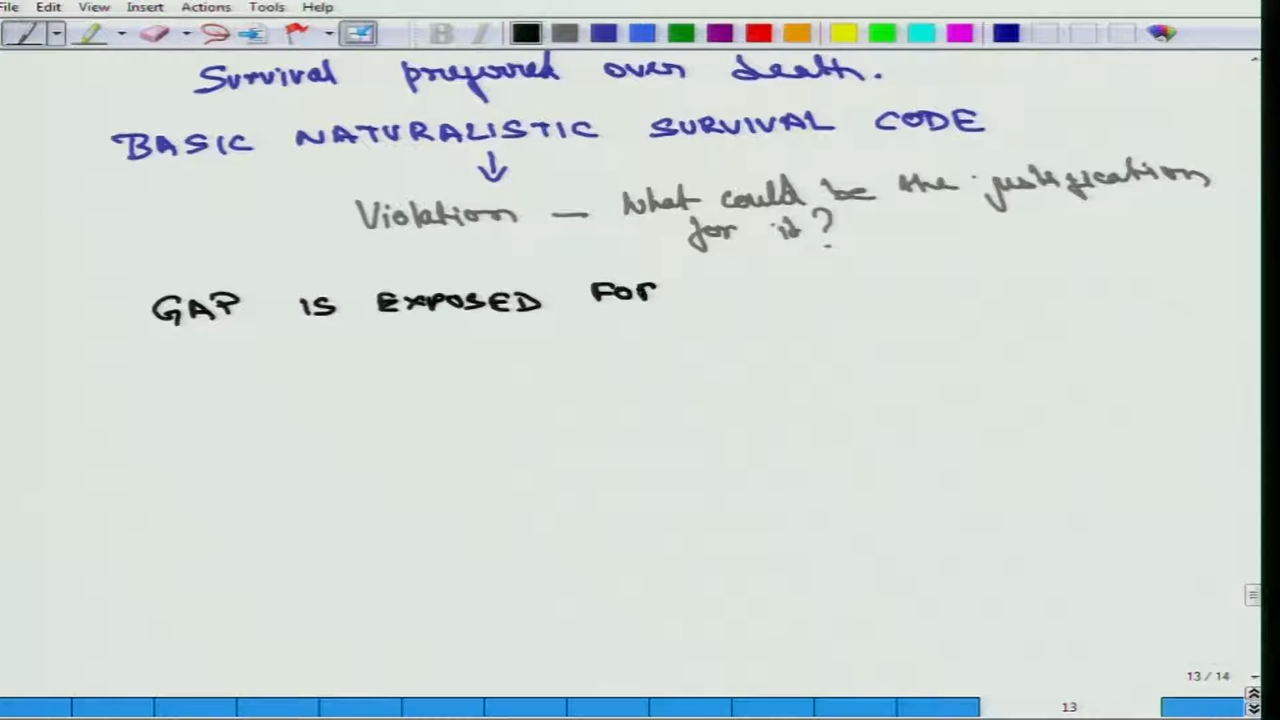 File Edit View Insert Actions Tools Help
B I
Survival preferred over death.
BASIC NATURALISTIC SURVIVAL CODE
↓
Violation — What could be the justification
for it?
GAP IS EXPOSED FOR
13 / 14
13